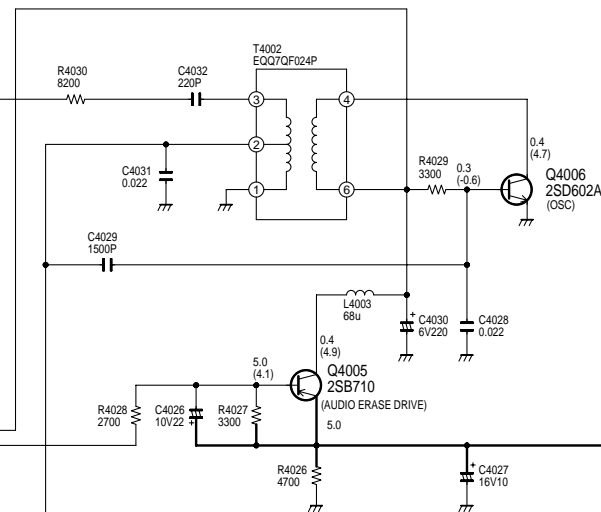 T4002
EQQ7QF024P
R4030
8200
C4032
220P
3
4
2
1
6
C4031
0.022
R4029
3300
0.3
(-0.6)
0.4
(4.7)
Q4006
2SD602A
(OSC)
C4029
1500P
L4003
68u
+
C4030
6V220
C4028
0.022
0.4
(4.9)
5.0
(4.1)
Q4005
2SB710
(AUDIO ERASE DRIVE)
5.0
R4028
2700
C4026
10V22
+
R4027
3300
R4026
4700
+
C4027
16V10